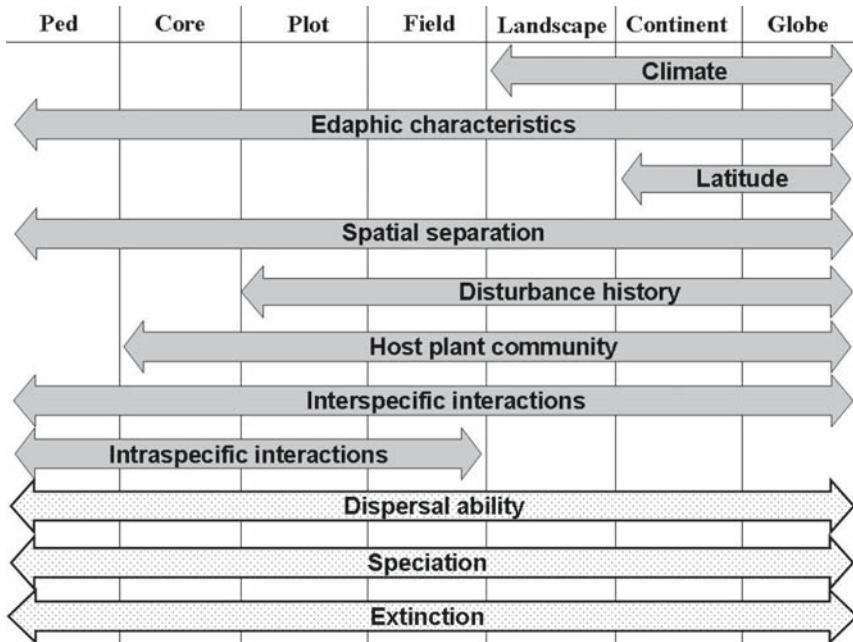 Ped Core Plot Field Landscape Continent Globe
Climate
Edaphic characteristics
Latitude
Spatial separation
Disturbance history
Host plant community
Interspecific interactions
Intraspecific interactions
Dispersal ability
Speciation
Extinction